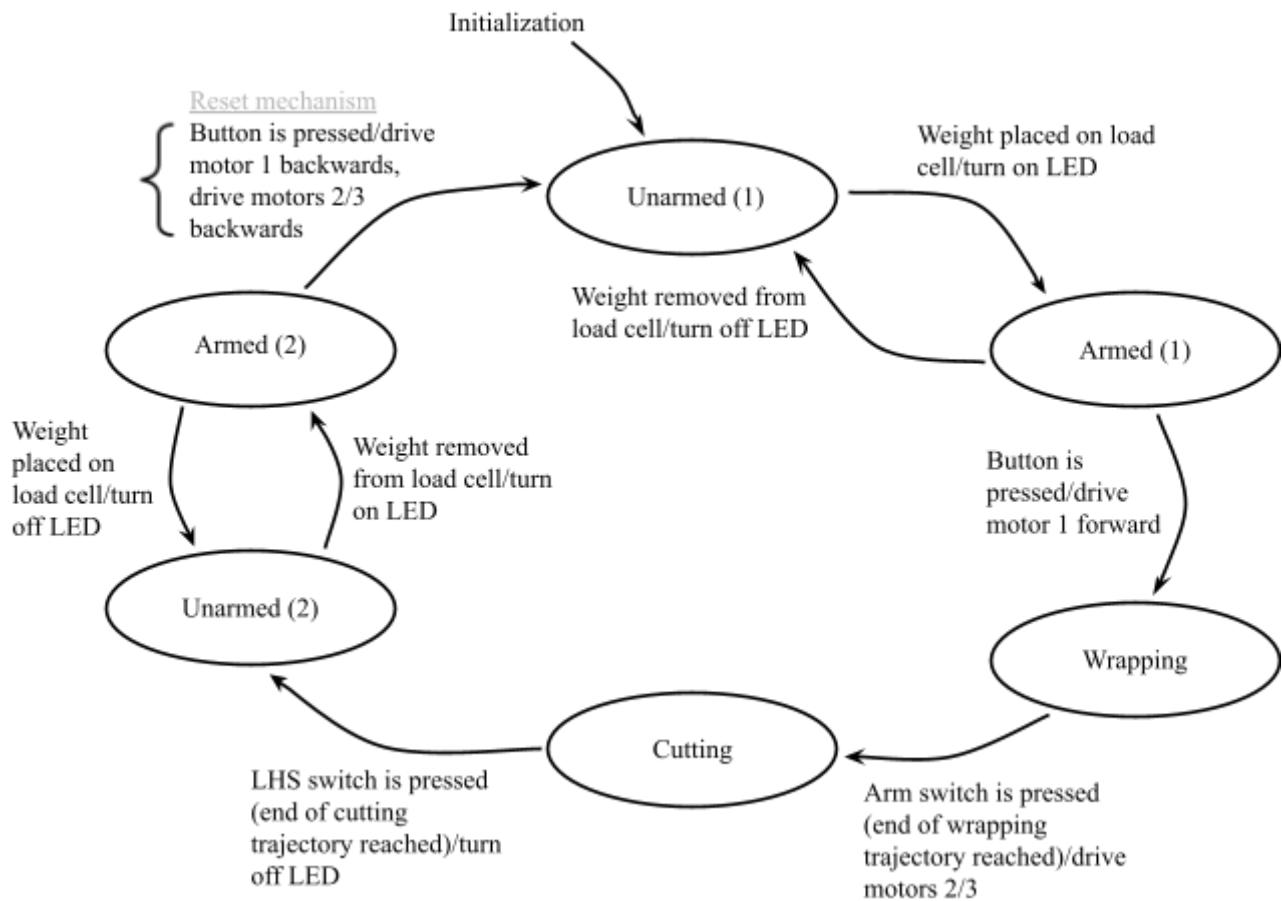 Initialization
Reset mechanism
Button is pressed/drive
motor 1 backwards,
drive motors 2/3
backwards
Unarmed (1)
Weight placed on load
cell/turn on LED
Weight removed from
load cell/turn off LED
Armed (2)
Armed (1)
Weight
placed on
load cell/turn
off LED
Weight removed
from load cell/turn
on LED
Button is
pressed/drive
motor 1 forward
Unarmed (2)
Wrapping
Cutting
LHS switch is pressed
(end of cutting
trajectory reached)/turn
off LED
Arm switch is pressed
(end of wrapping
trajectory reached)/drive
motors 2/3